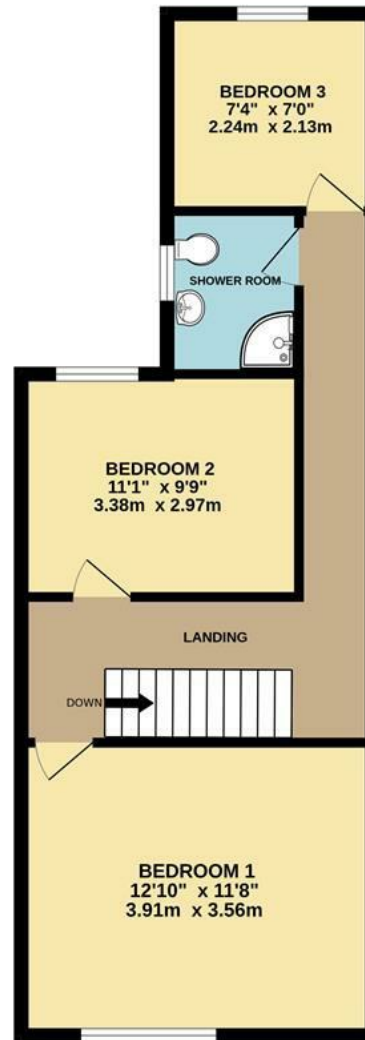 BEDROOM 3
7'4" x 7'0"
2.24m x 2.13m
SHOWER ROOM
BEDROOM 2
11'1" x 9'9"
3.38m x 2.97m
LANDING
DOWN
BEDROOM 1
12'10" x 11'8"
3.91m x 3.56m